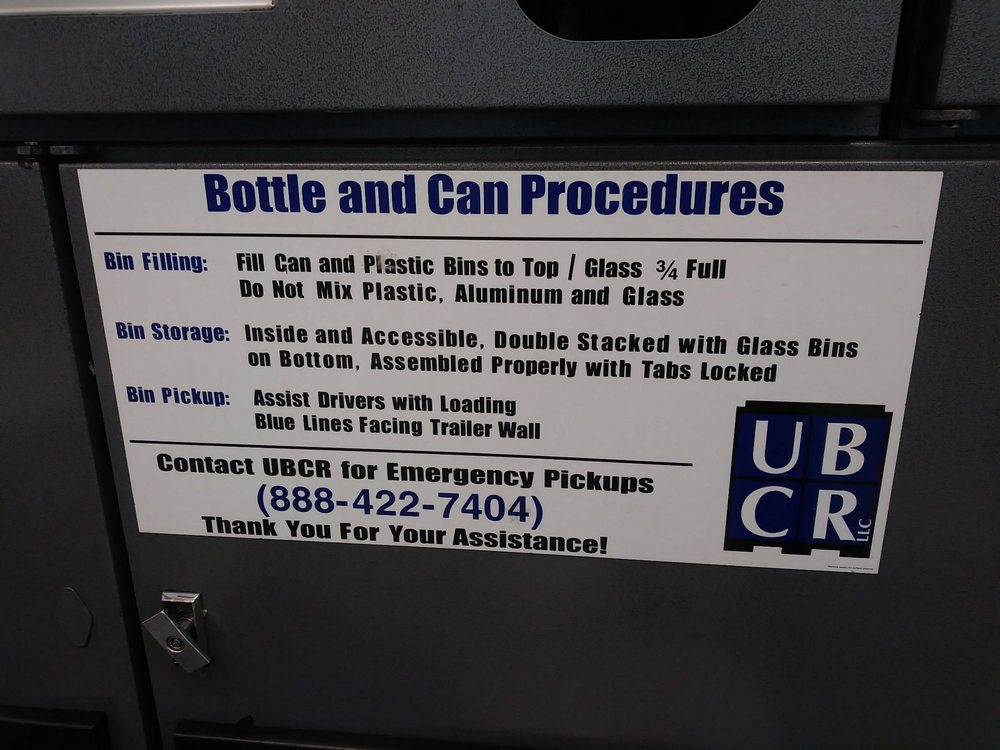 Bottle and Can Procedures
Bin Filling: Fill Can and Plastic Bins to Top / Glass ¾ Full
Do Not Mix Plastic, Aluminum and Glass
Bin Storage: Inside and Accessible, Double Stacked with Glass Bins
on Bottom, Assembled Properly with Tabs Locked
Bin Pickup: Assist Drivers with Loading
Blue Lines Facing Trailer Wall
Contact UBCR for Emergency Pickups
(888-422-7404)
Thank You For Your Assistance!
UB
CR
LLC